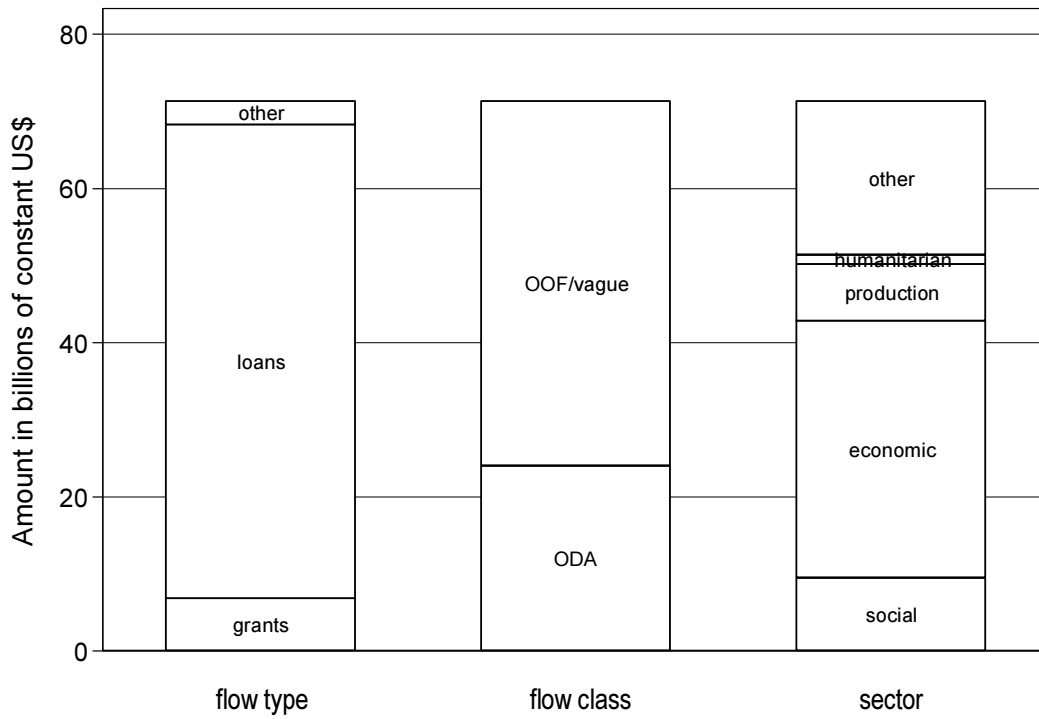 Amount in billions of constant US$
80
60
40
20
0
other
loans
grants
OOF/vague
ODA
other
humanitarian
production
economic
social
flow type
flow class
sector